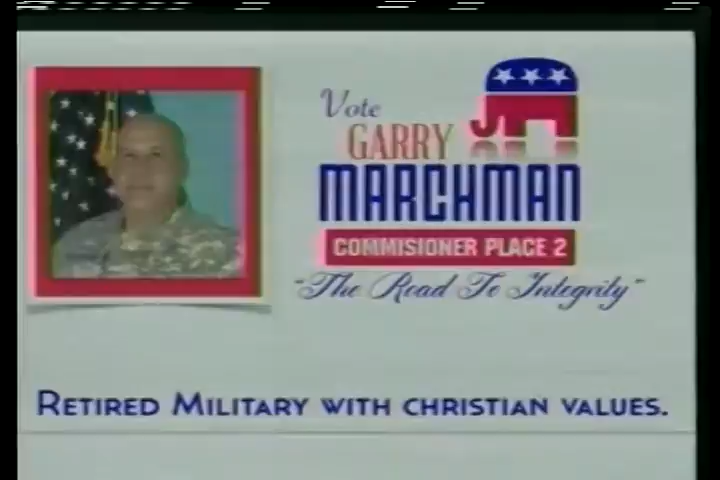 Vote
GARRY
MARCHMAN
COMMISIONER PLACE 2
"The Road To Integrity"
RETIRED MILITARY WITH CHRISTIAN VALUES.